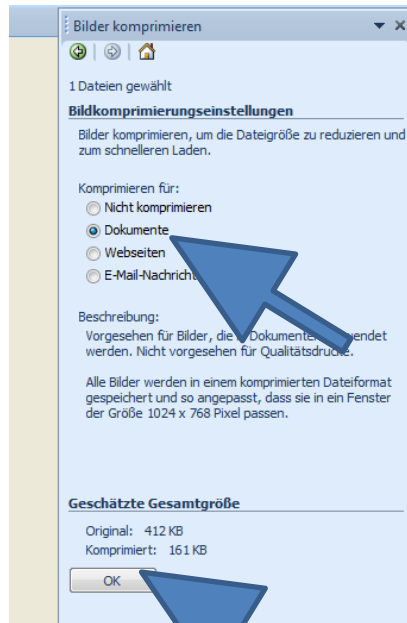 Bilder komprimieren
1 Dateien gewählt
Bildkomprimierungseinstellungen
Bilder komprimieren, um die Dateigröße zu reduzieren und
zum schnelleren Laden.
Komprimieren für:
Nicht komprimieren
Dokumente
Webseiten
E-Mail-Nachricht
Beschreibung:
Vorgesehen für Bilder, die Dokumenten
werden. Nicht vorgesehen für Qualitätsdrucke.
Alle Bilder werden in einem komprimierten Dateiformat
gespeichert und so angepasst, dass sie in ein Fenster
der Größe 1024 x 768 Pixel passen.
Geschätzte Gesamtgröße
Original: 412 KB
Komprimiert: 161 KB
OK